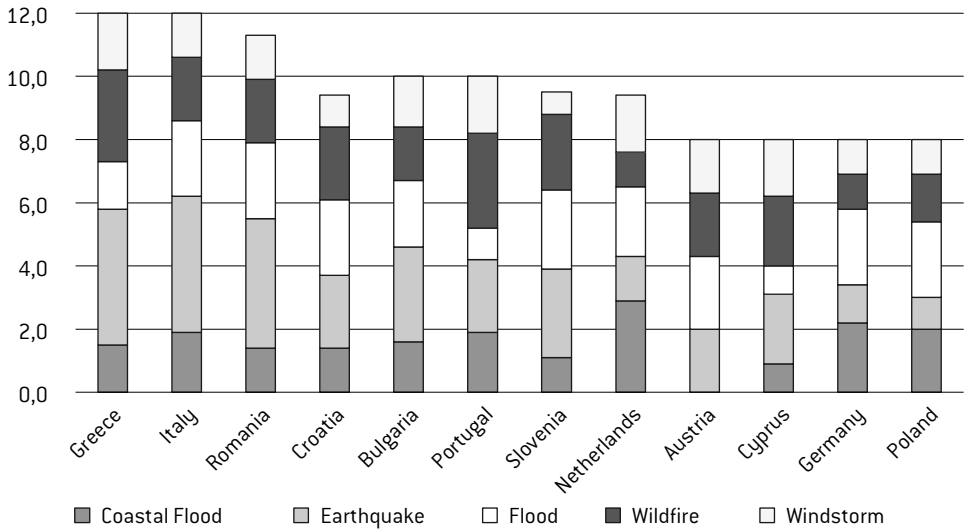 12,0
10,0
8,0
6,0
4,0
2,0
0,0
Greece
Italy
Romania
Croatia
Bulgaria
Portugal
Slovenia
Netherlands
Austria
Cyprus
Germany
Poland
Coastal Flood Earthquake Flood Wildfire Windstorm